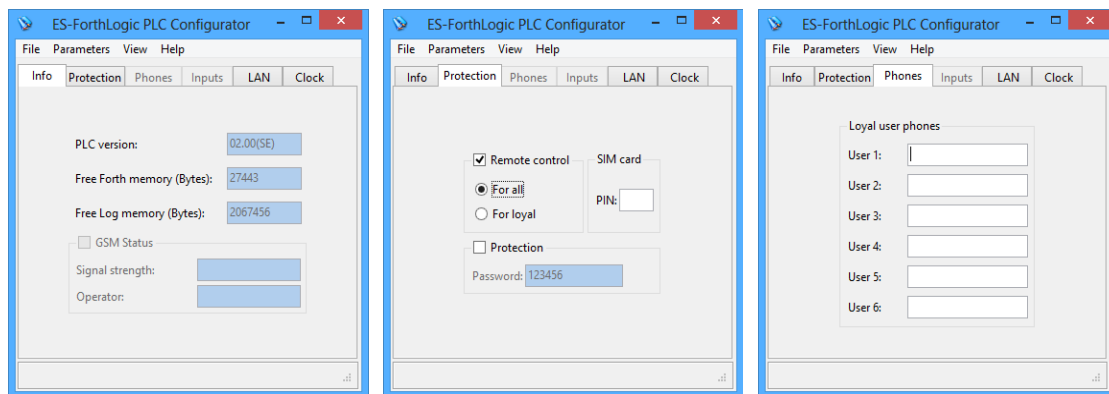 ES-ForthLogic PLC Configurator
File Parameters View Help
Info Protection Phones Inputs LAN Clock
PLC version: 02.00(SE)
Free Forth memory (Bytes): 27443
Free Log memory (Bytes): 2067456
GSM Status
Signal strength:
Operator:
ES-ForthLogic PLC Configurator
File Parameters View Help
Info Protection Phones Inputs LAN Clock
Remote control
For all
For loyal
SIM card
PIN:
Protection
Password: 123456
ES-ForthLogic PLC Configurator
File Parameters View Help
Info Protection Phones Inputs LAN Clock
Loyal user phones
User 1:
User 2:
User 3:
User 4:
User 5:
User 6: